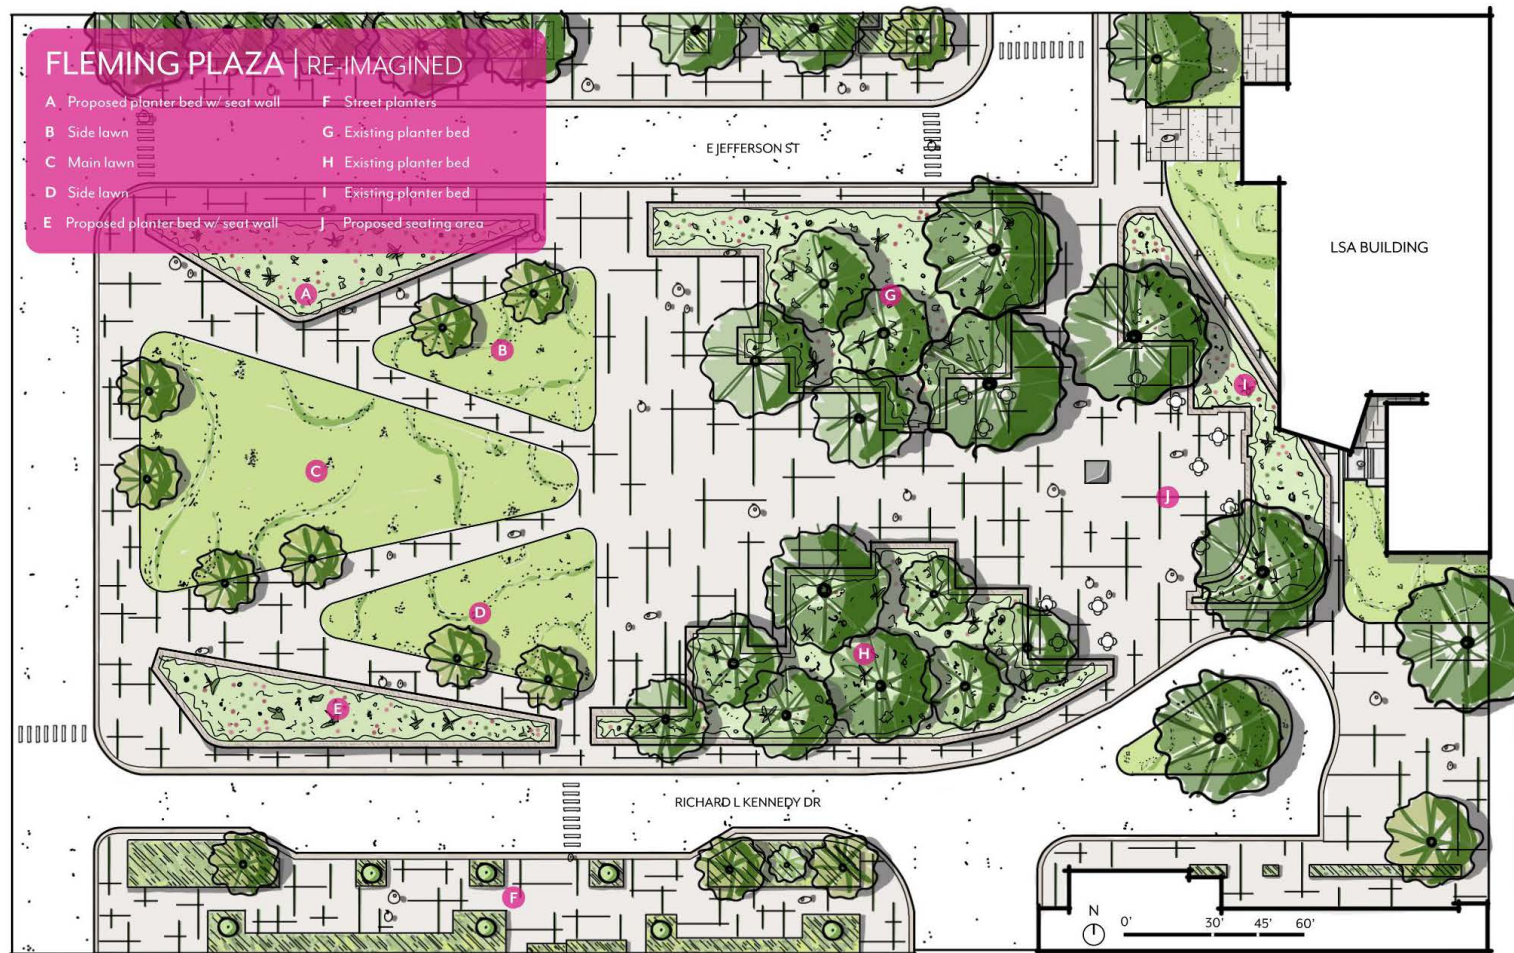 FLEMING PLAZA | RE-IMAGINED
A Proposed planter bed w/ seat wall
B Side lawn
C Main lawn
D Side lawn
E Proposed planter bed w/ seat wall
F Street planters
G Existing planter bed
H Existing planter bed
I Existing planter bed
J Proposed seating area
E JEFFERSON ST
LSA BUILDING
A
G
B
I
C
J
D
H
E
RICHARD L KENNEDY DR
F
N
0' 30' 45' 60'